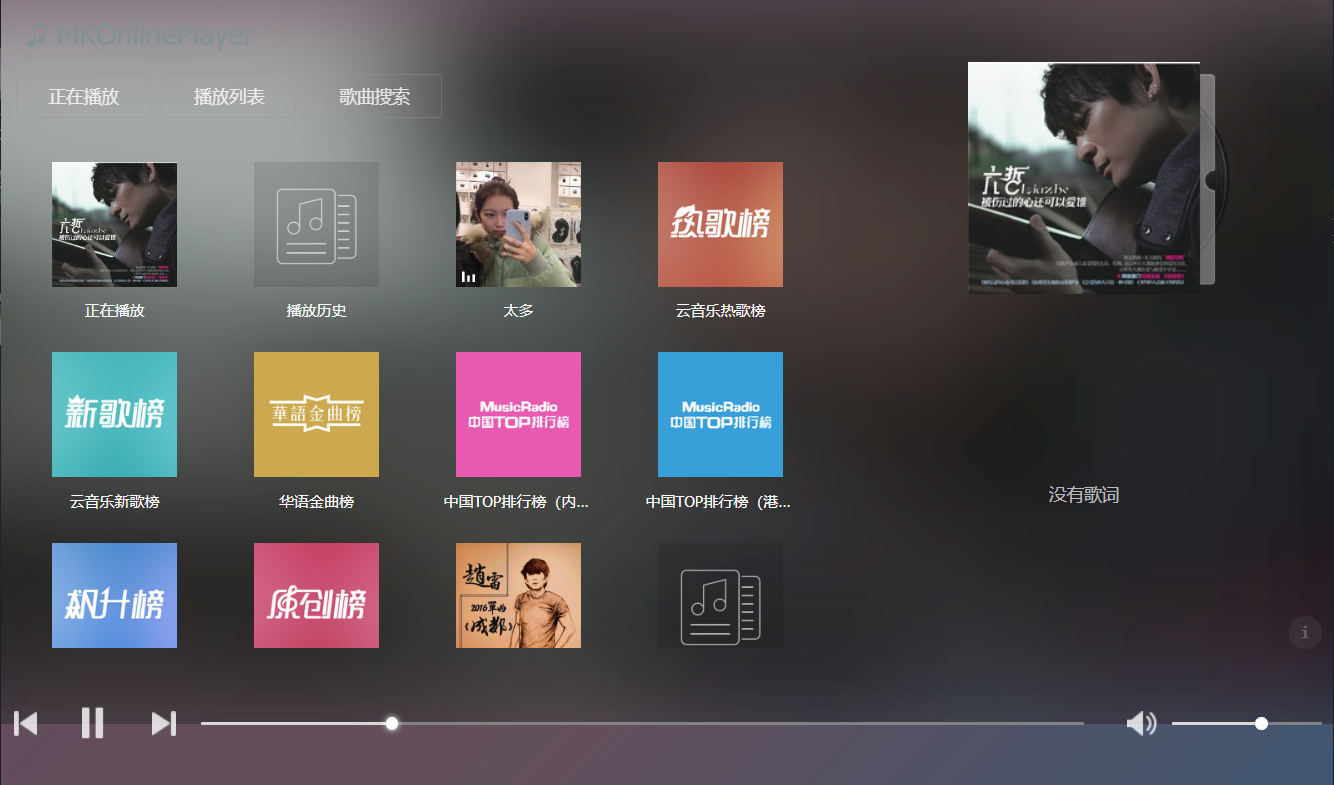 MKOnlinePlayer
正在播放
播放列表
歌曲搜索
六哲
Liuzhe
被伤过的心还可以爱谁
六哲
被伤过的心还可以爱谁
热歌榜
正在播放
播放历史
太多
云音乐热歌榜
新歌榜
華語金曲榜
MusicRadio
中国TOP排行榜
MusicRadio
中国TOP排行榜
云音乐新歌榜
华语金曲榜
中国TOP排行榜（内...
中国TOP排行榜（港...
没有歌词
飙升榜
原创榜
趙雷
2016單曲
《成都》
i